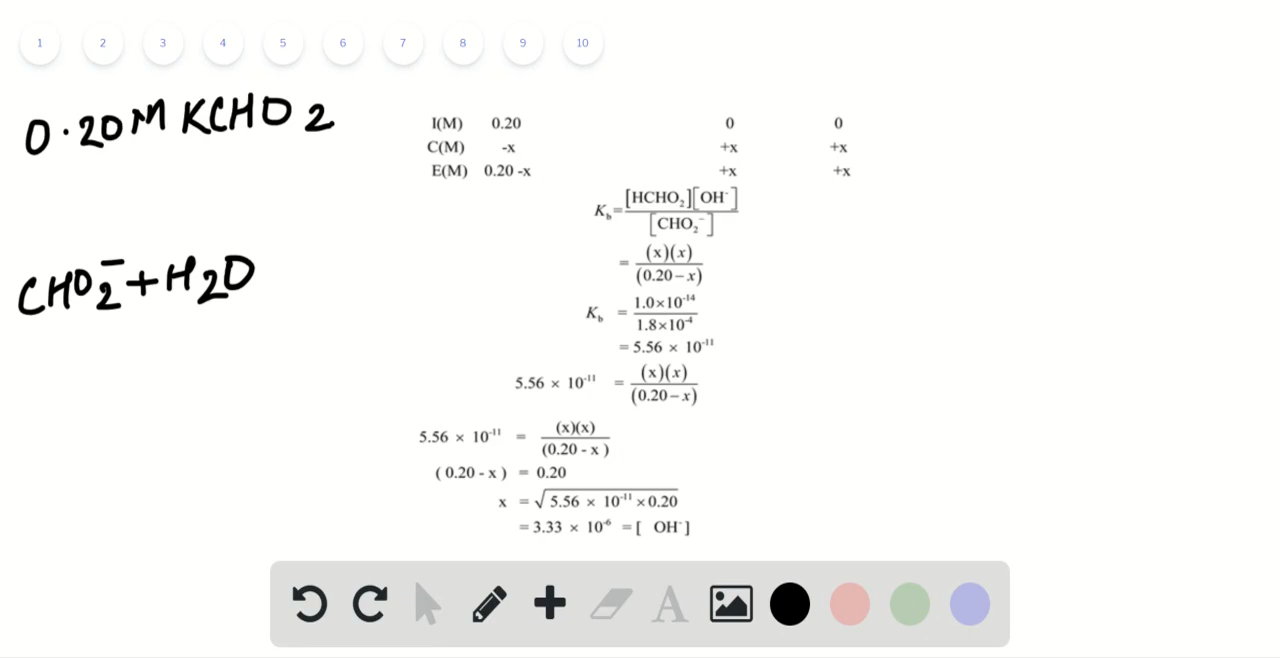 1 2 3 4 5 6 7 8 9 10
0.20M KCHO2
I(M) 0.20 0 0
C(M) -x +x +x
E(M) 0.20 -x +x +x
K_b = [HCHO₂][OH⁻] / [CHO₂⁻]
= (x)(x) / (0.20−x)
CHO₂⁻ + H2O
K_b = 1.0×10⁻¹⁴ / 1.8×10⁻⁴
= 5.56 × 10⁻¹¹
5.56 × 10⁻¹¹ = (x)(x) / (0.20−x)
5.56 × 10⁻¹¹ = (x)(x) / (0.20 - x )
( 0.20 - x ) = 0.20
x = √5.56 × 10⁻¹¹ ×0.20
= 3.33 × 10⁻⁶ = [ OH⁻]
A